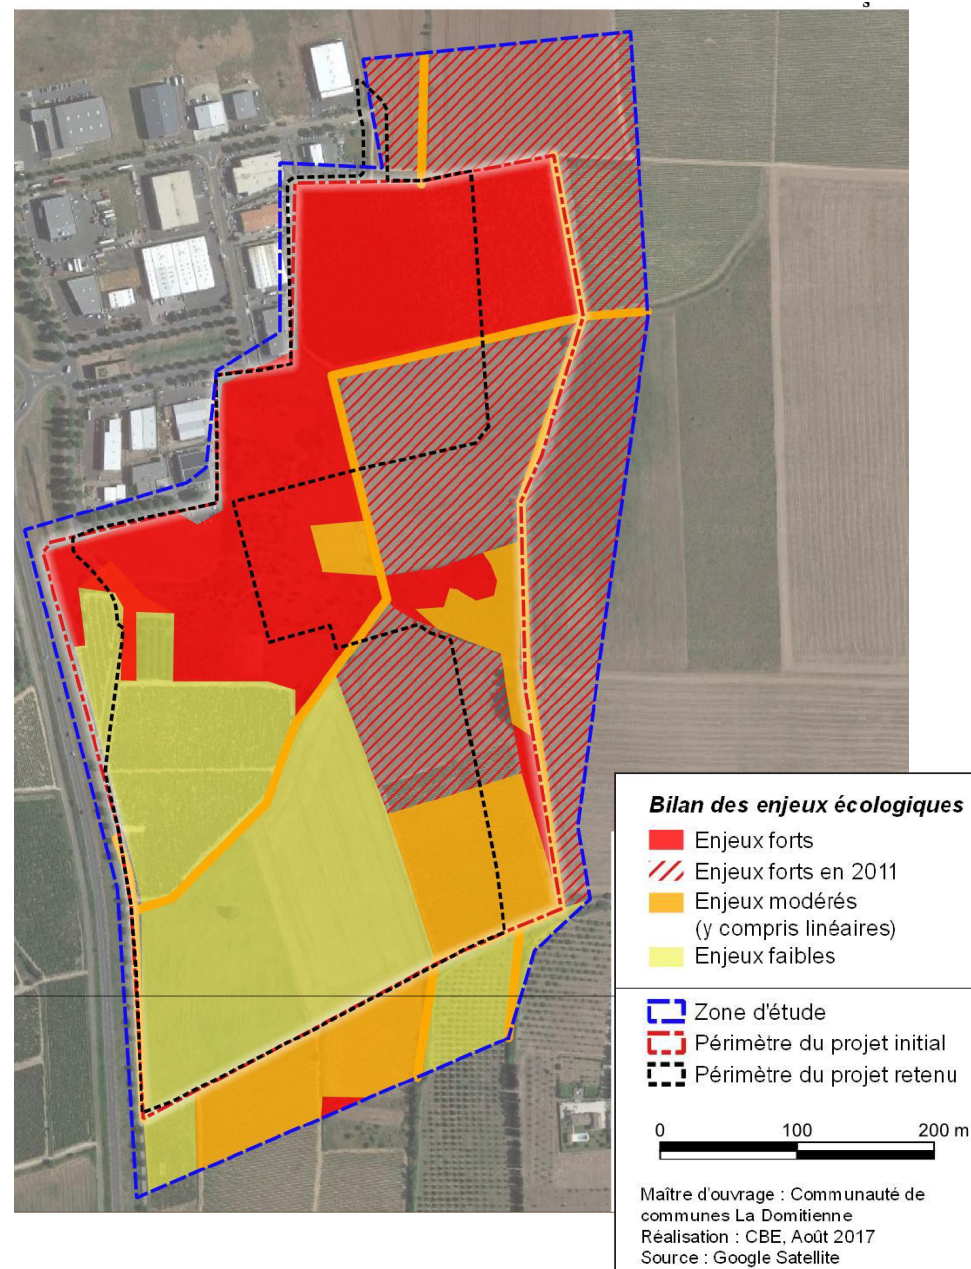 Bilan des enjeux écologiques
Enjeux forts
Enjeux forts en 2011
Enjeux modérés
(y compris linéaires)
Enjeux faibles
Zone d'étude
Périmètre du projet initial
Périmètre du projet retenu
0 100 200 m
Maître d'ouvrage : Communauté de
communes La Domitienne
Réalisation : CBE, Août 2017
Source : Google Satellite